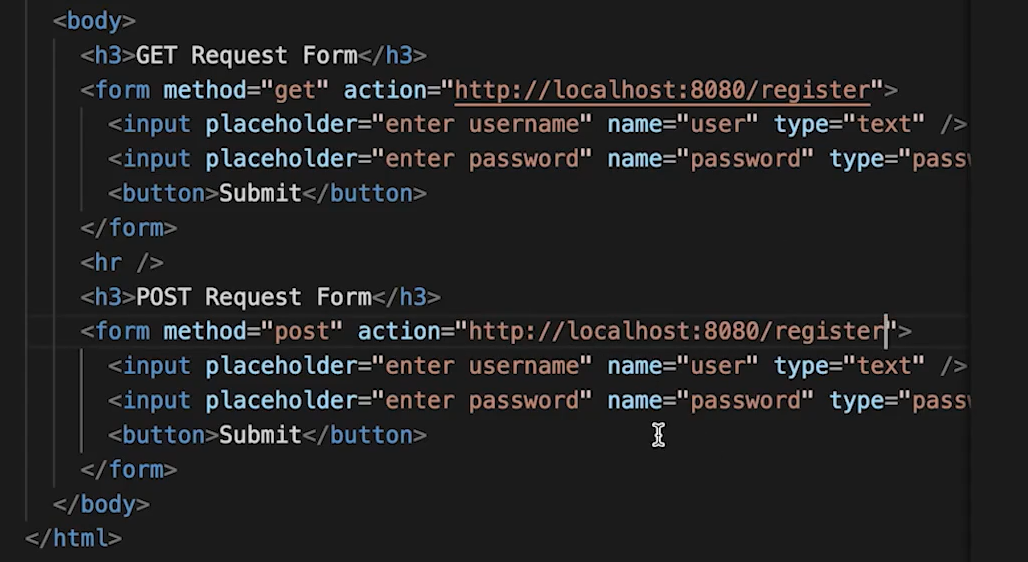 <body>
<h3>GET Request Form</h3>
<form method="get" action="http://localhost:8080/register">
<input placeholder="enter username" name="user" type="text" />
<input placeholder="enter password" name="password" type="passw
<button>Submit</button>
</form>
<hr />
<h3>POST Request Form</h3>
<form method="post" action="http://localhost:8080/register">
<input placeholder="enter username" name="user" type="text" />
<input placeholder="enter password" name="password" type="passw
<button>Submit</button>
</form>
</body>
</html>